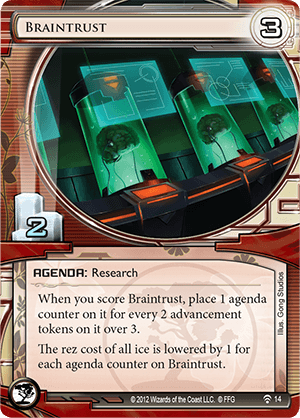 BRAINTRUST
3
2
AGENDA: Research
When you score Braintrust, place 1 agenda
counter on it for every 2 advancement
tokens on it over 3.
The rez cost of all ice is lowered by 1 for
each agenda counter on Braintrust.
Illus. Gong Studios
© 2012 Wizards of the Coast LLC. © FFG
14